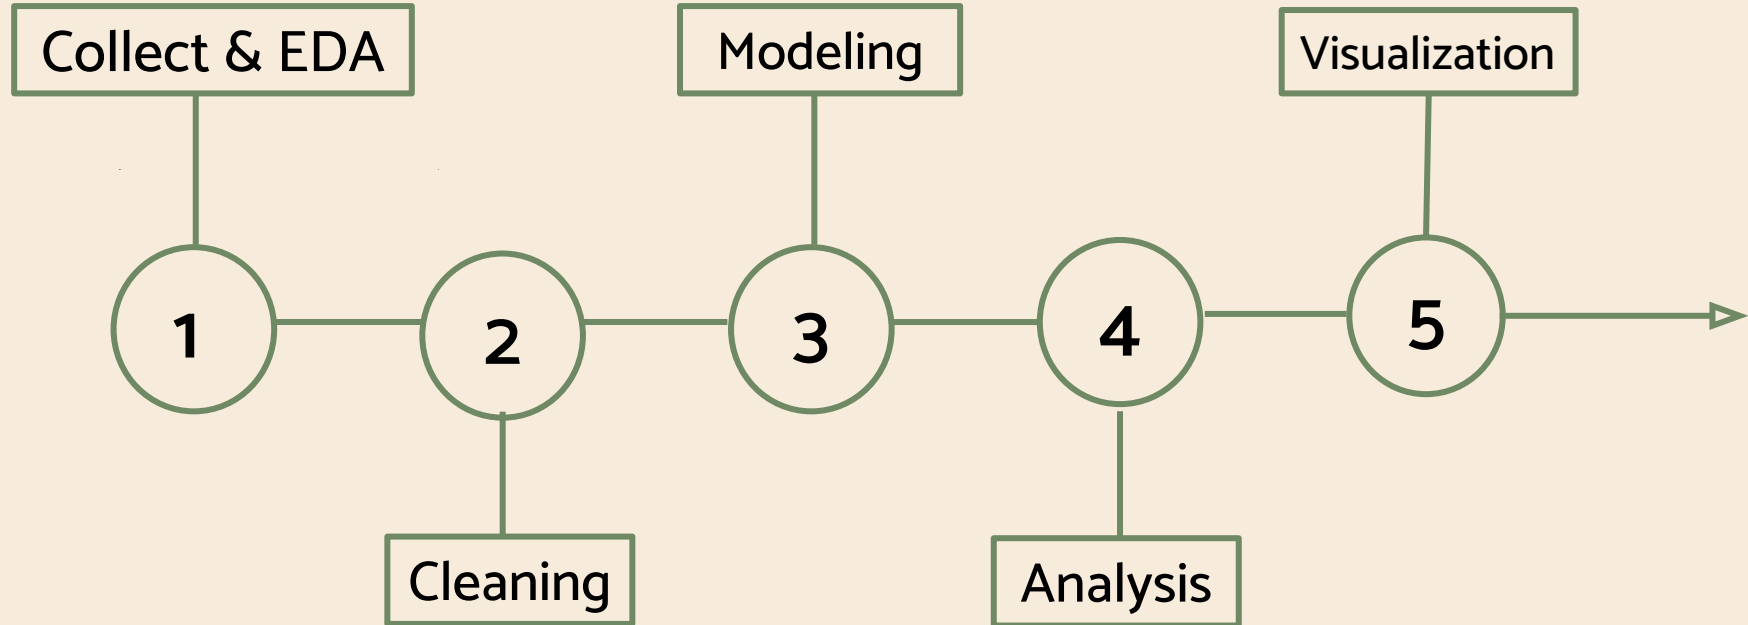 Collect & EDA
Modeling
Visualization
1
2
3
4
5
Cleaning
Analysis